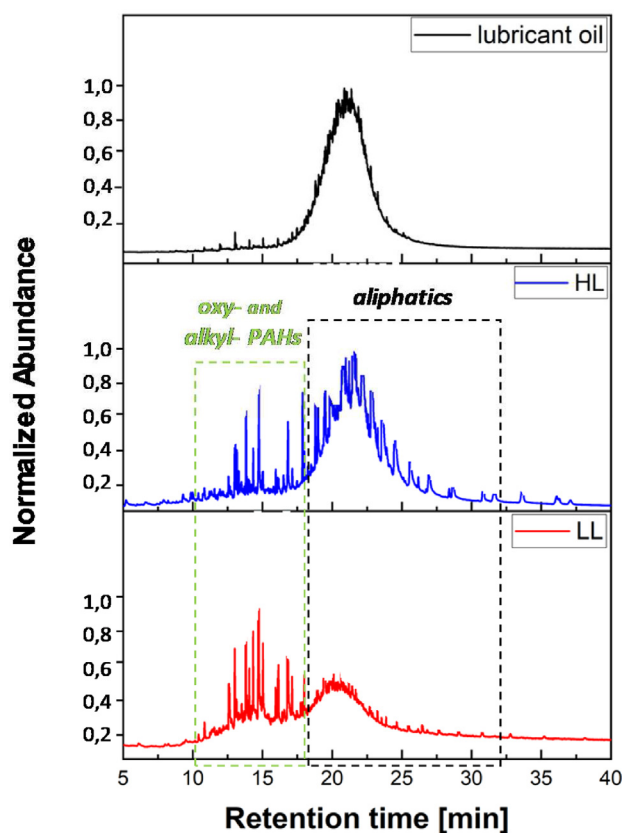 lubricant oil
1,0
0,8
0,6
0,4
0,2
Normalized Abundance
HL
oxy- and
alkyl- PAHs
aliphatics
1,0
0,8
0,6
0,4
0,2
LL
1,0
0,8
0,6
0,4
0,2
5 10 15 20 25 30 35 40
Retention time [min]